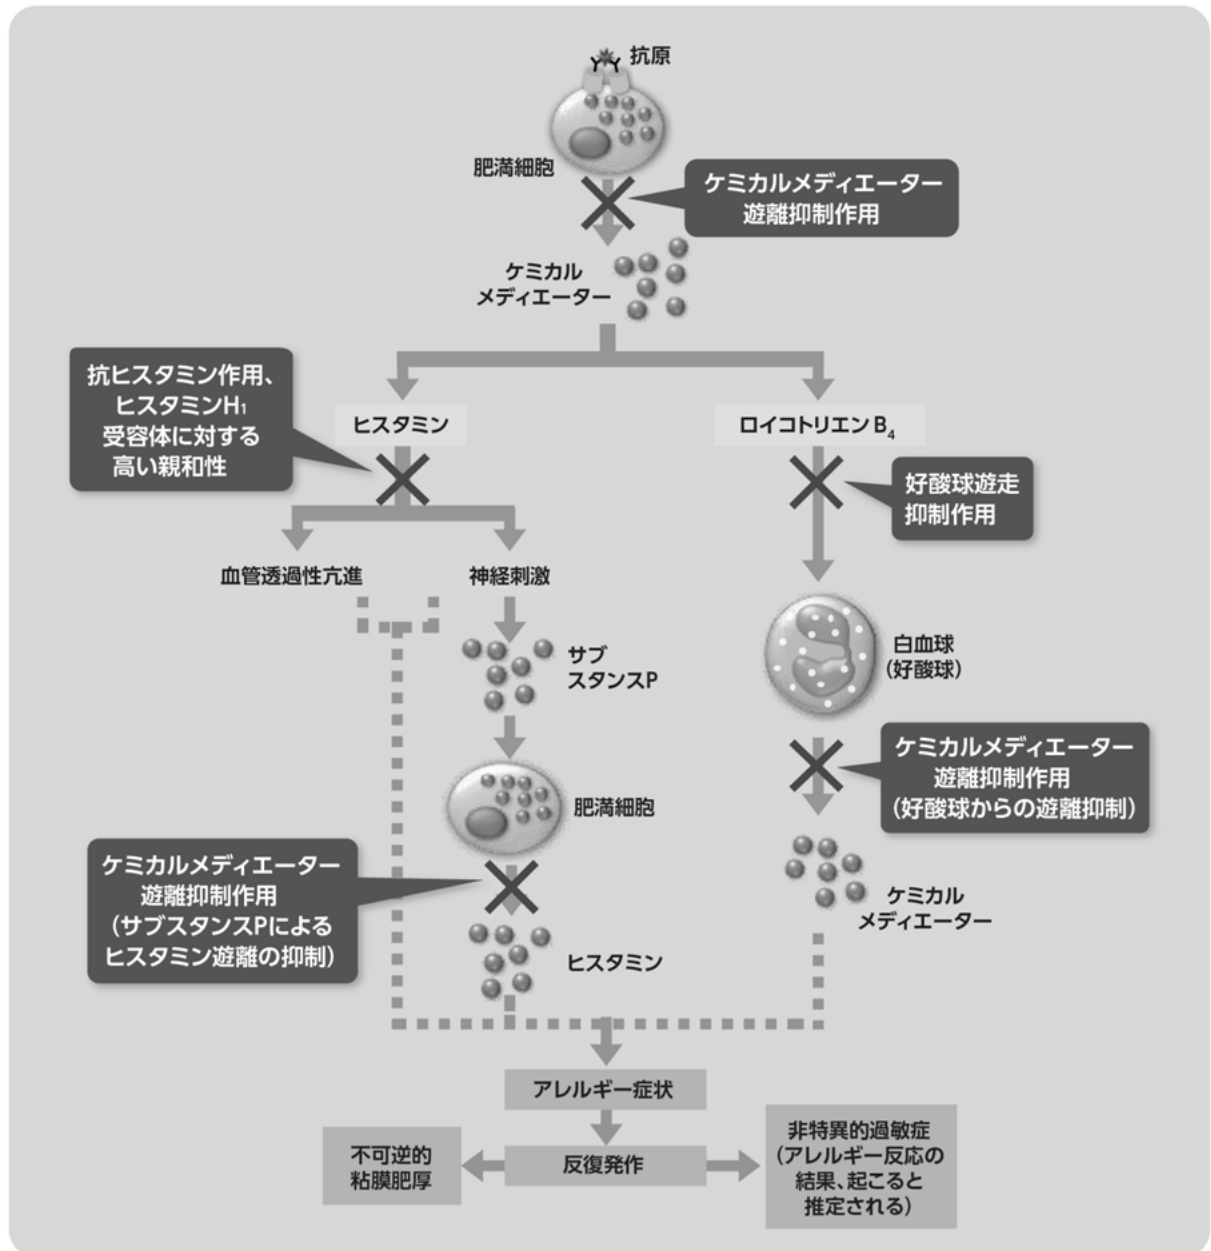 抗原
肥満細胞
ケミカルメディエーター
遊離抑制作用
ケミカル
メディエーター
抗ヒスタミン作用、
ヒスタミンH₁
受容体に対する
高い親和性
ヒスタミン
ロイコトリエン B₄
好酸球遊走
抑制作用
血管透過性亢進
神経刺激
サブ
スタンスP
白血球
(好酸球)
ケミカルメディエーター
遊離抑制作用
(好酸球からの遊離抑制)
肥満細胞
ケミカルメディエーター
遊離抑制作用
(サブスタンスPによる
ヒスタミン遊離の抑制)
ケミカル
メディエーター
ヒスタミン
アレルギー症状
不可逆的
粘膜肥厚
反復発作
非特異的過敏症
(アレルギー反応の
結果、起こると
推定される)